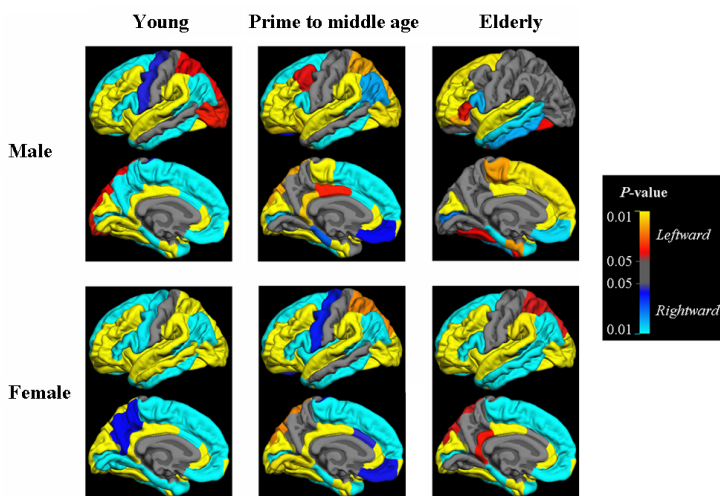 Young Prime to middle age Elderly
Male
Female
P-value
0.01
Leftward
0.05
0.05
Rightward
0.01